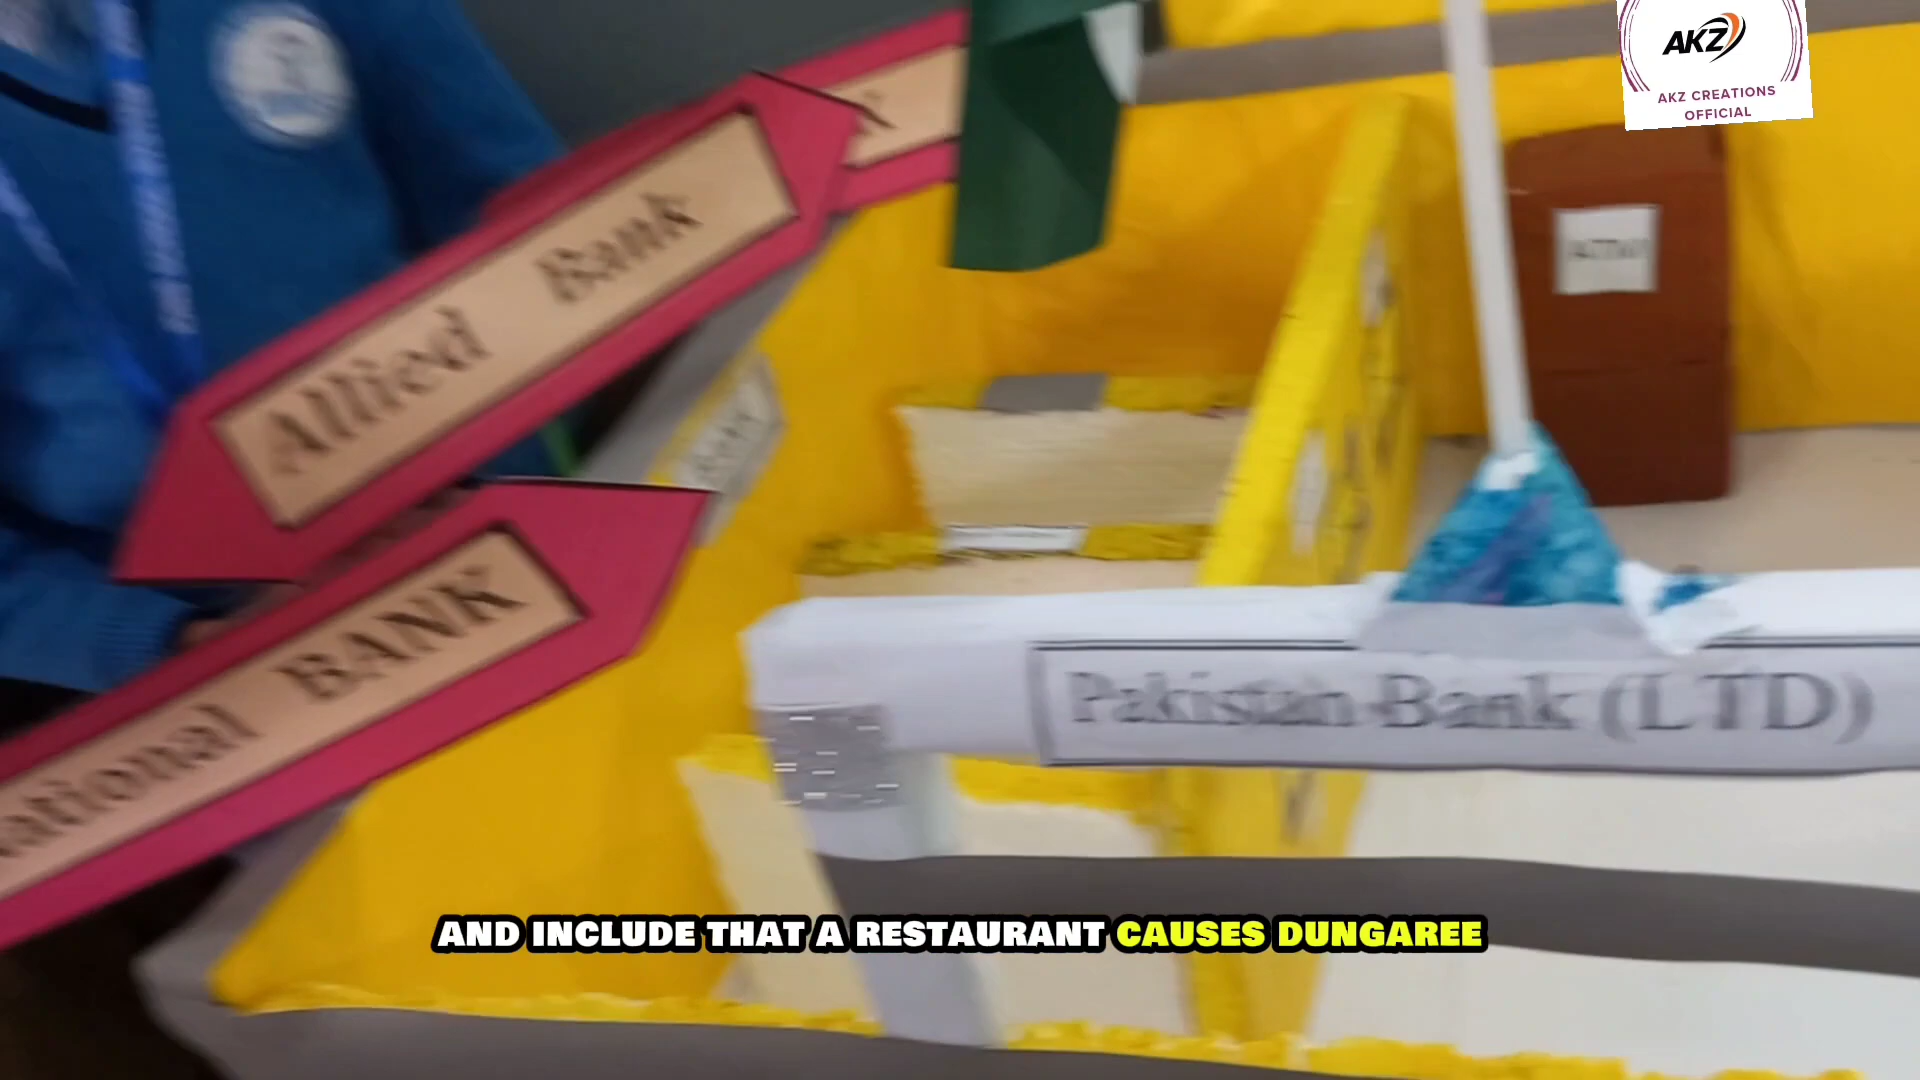 AKZ
AKZ CREATIONS
OFFICIAL
Allied Bank
ational BANK
Pakistan Bank (LTD)
AND INCLUDE THAT A RESTAURANT CAUSES DUNGAREE